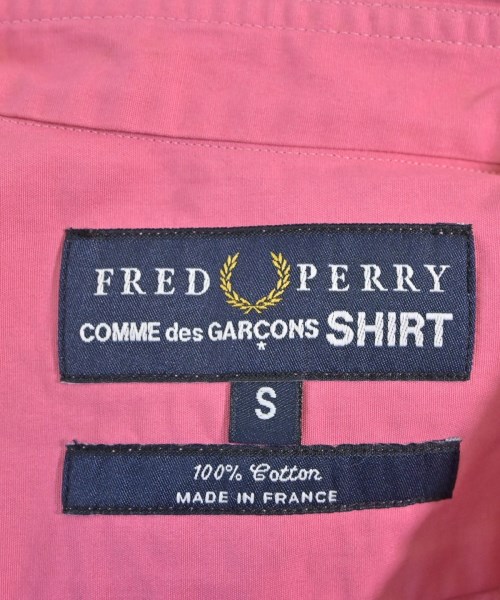 FRED PERRY
COMME des GARÇONS SHIRT
*
S
100% Cotton
MADE IN FRANCE